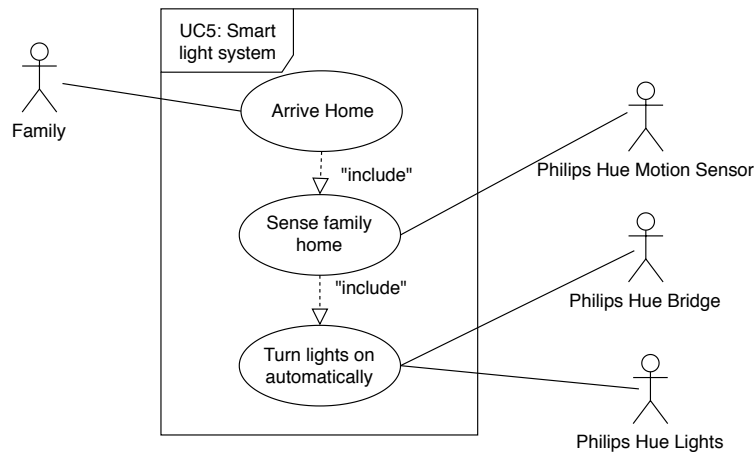 UC5: Smart
light system
Family
Arrive Home
"include"
Philips Hue Motion Sensor
Sense family
home
"include"
Philips Hue Bridge
Turn lights on
automatically
Philips Hue Lights